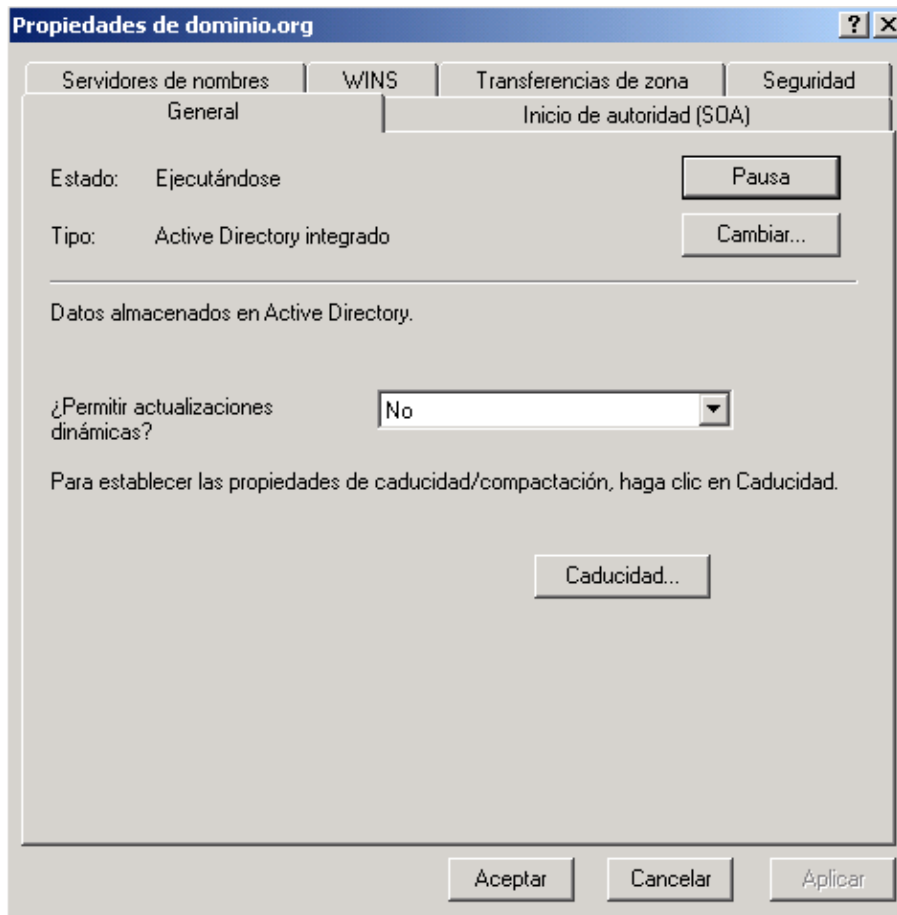 Propiedades de dominio.org
Servidores de nombres WINS Transferencias de zona Seguridad
General Inicio de autoridad (SOA)
Estado: Ejecutándose Pausa
Tipo: Active Directory integrado Cambiar...
Datos almacenados en Active Directory.
¿Permitir actualizaciones No
dinámicas?
Para establecer las propiedades de caducidad/compactación, haga clic en Caducidad.
Caducidad...
Aceptar Cancelar Aplicar